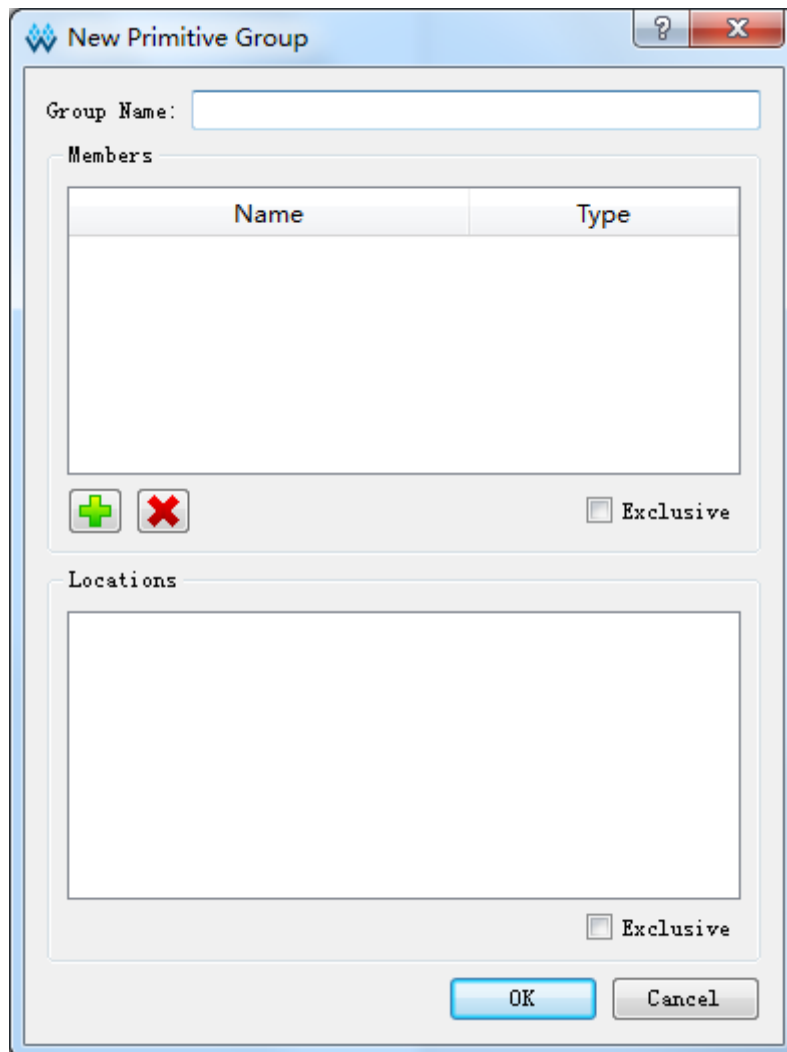 New Primitive Group
?
Group Name:
Members
Name Type
Exclusive
Locations
Exclusive
OK Cancel